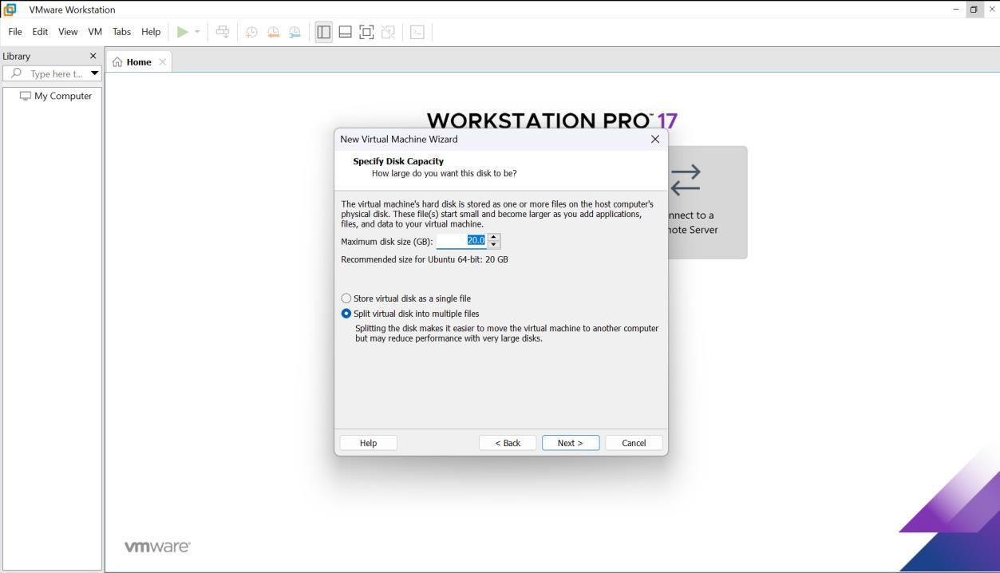 VMware Workstation
File Edit View VM Tabs Help
Library
Type here t...
My Computer
Home
WORKSTATION PRO™ 17
New Virtual Machine Wizard
Specify Disk Capacity
How large do you want this disk to be?
The virtual machine's hard disk is stored as one or more files on the host computer's
physical disk. These file(s) start small and become larger as you add applications,
files, and data to your virtual machine.
Maximum disk size (GB): 20.0
Recommended size for Ubuntu 64-bit: 20 GB
Store virtual disk as a single file
Split virtual disk into multiple files
Splitting the disk makes it easier to move the virtual machine to another computer
but may reduce performance with very large disks.
Help < Back Next > Cancel
nnect to a
note Server
vmware®